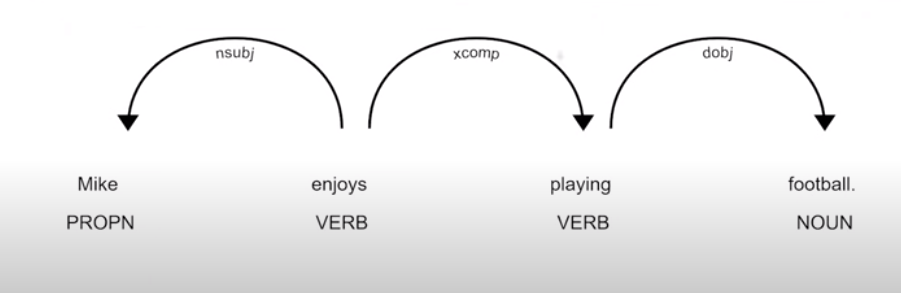 nsubj xcomp dobj
Mike enjoys playing football.
PROPN VERB VERB NOUN